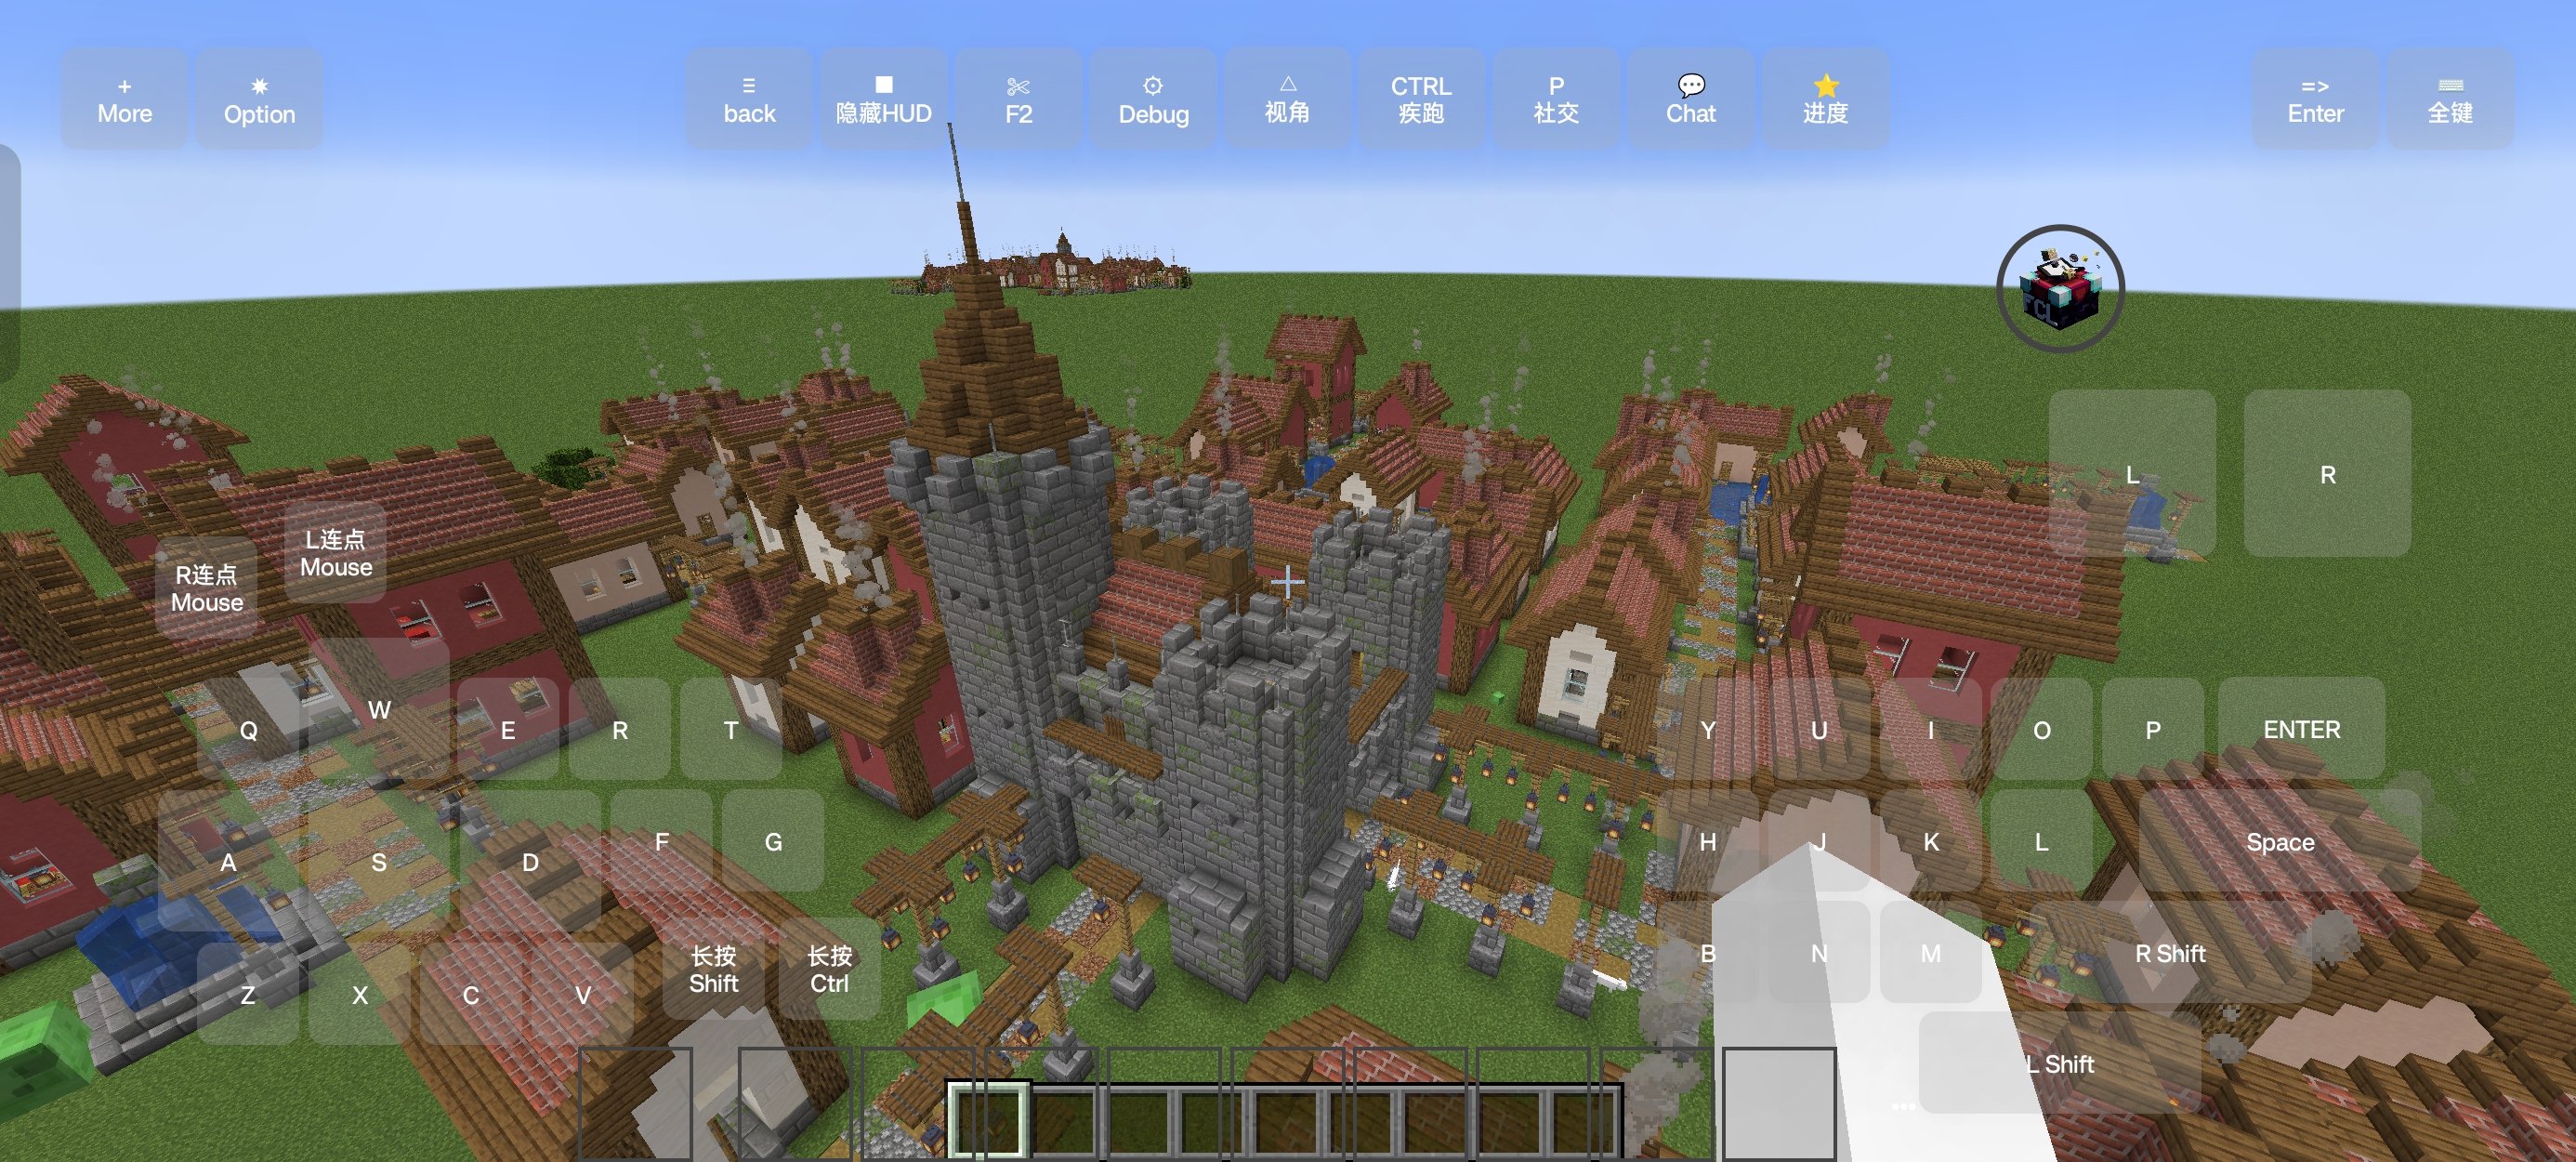 +
More
✷
Option
☰
back
■
隐藏HUD
✄
F2
⚙
Debug
△
视角
CTRL
疾跑
P
社交
💬
Chat
⭐
进度
=>
Enter
⌨
全键
FCL
L
R
L连点
Mouse
R连点
Mouse
Q
W
E
R
T
Y
U
I
O
P
ENTER
A
S
D
F
G
H
J
K
L
Space
长按
Shift
长按
Ctrl
B
N
M
R Shift
Z
X
C
V
L Shift
...